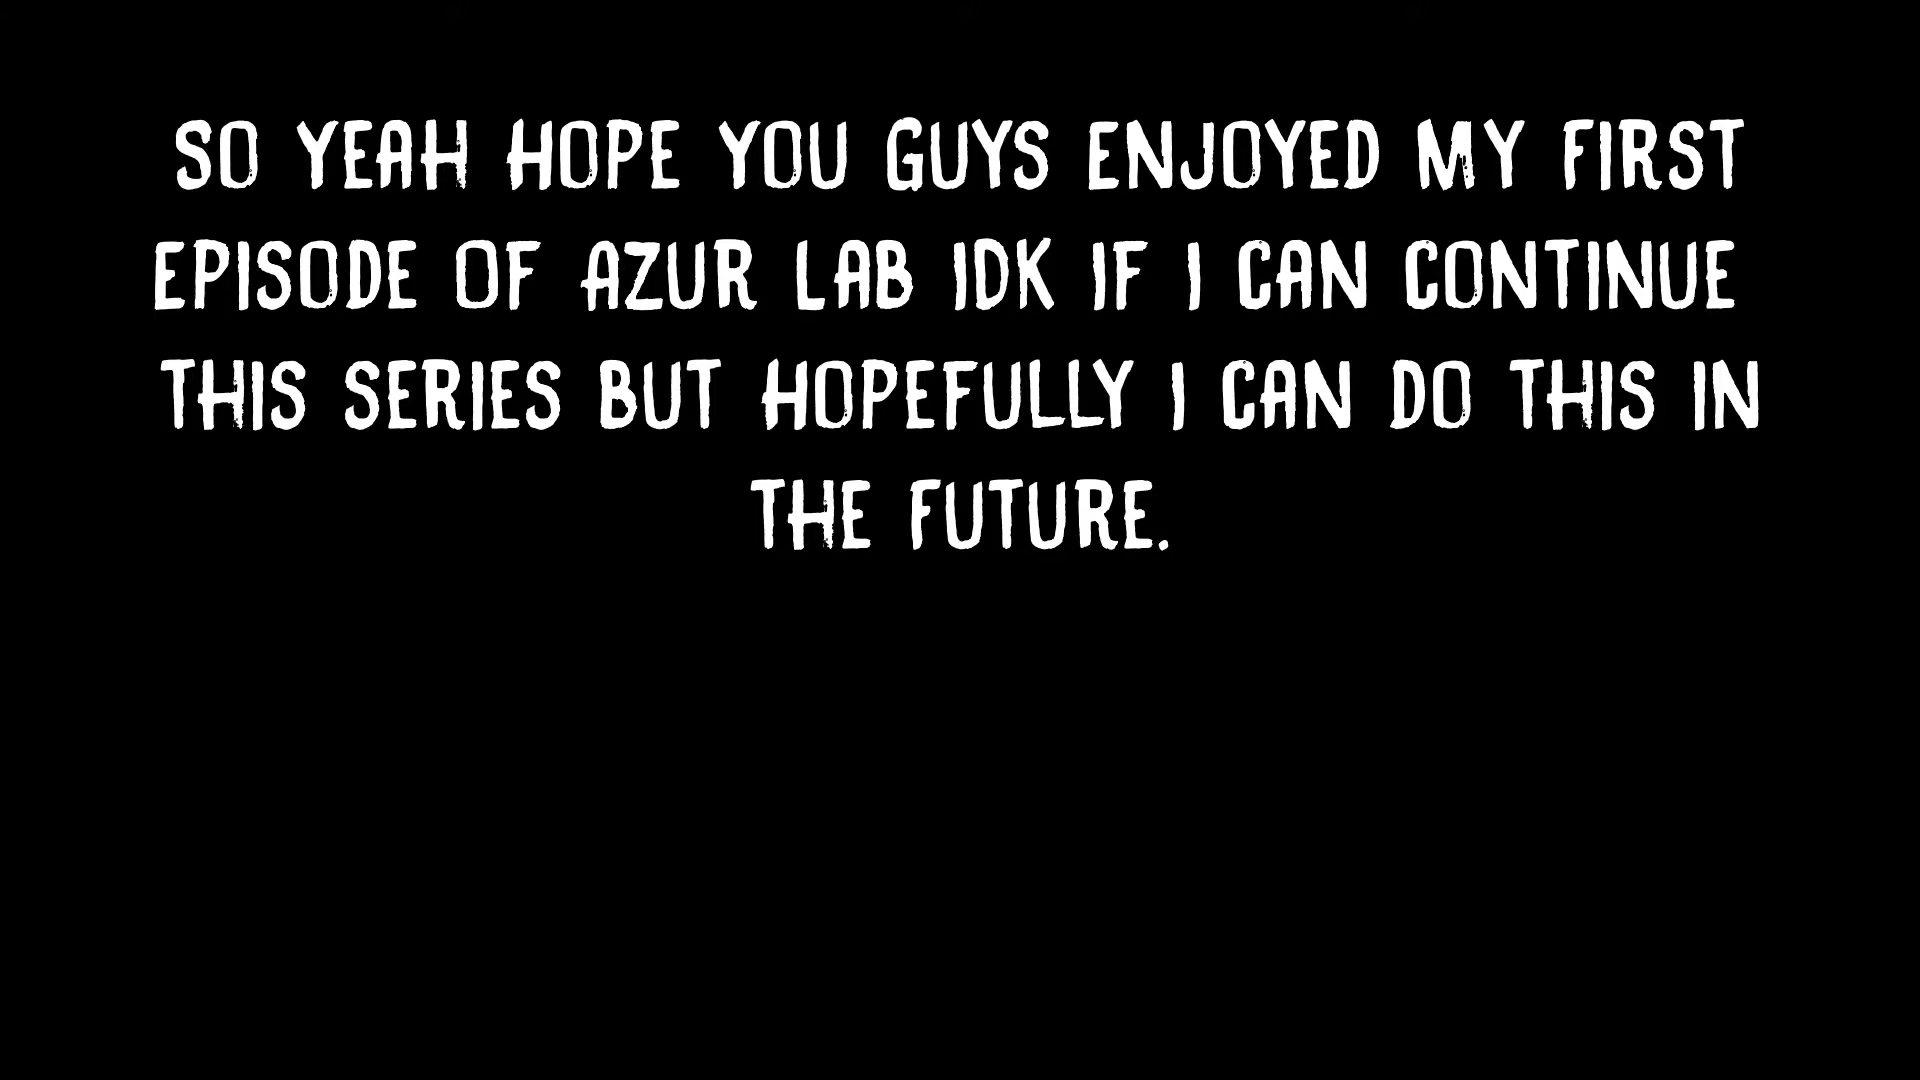 SO YEAH HOPE YOU GUYS ENJOYED MY FIRST
EPISODE OF AZUR LAB IDK IF I CAN CONTINUE
THIS SERIES BUT HOPEFULLY I CAN DO THIS IN
THE FUTURE.